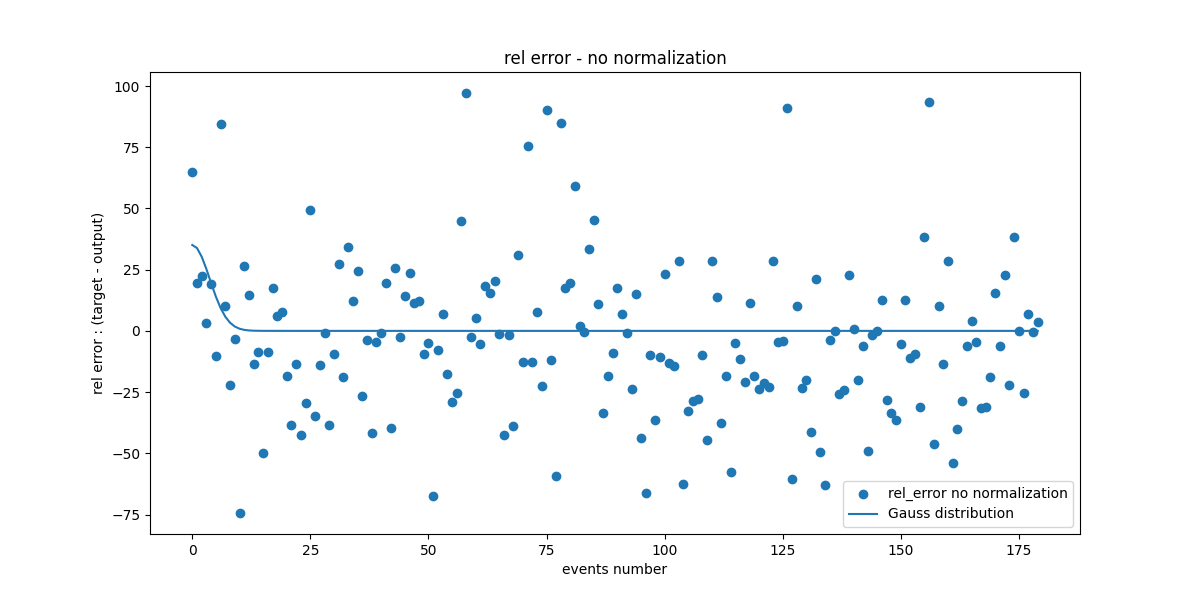 rel error - no normalization
100
75
50
25
0
−25
−50
−75
rel error : (target - output)
0 25 50 75 100 125 150 175
events number
rel_error no normalization
Gauss distribution